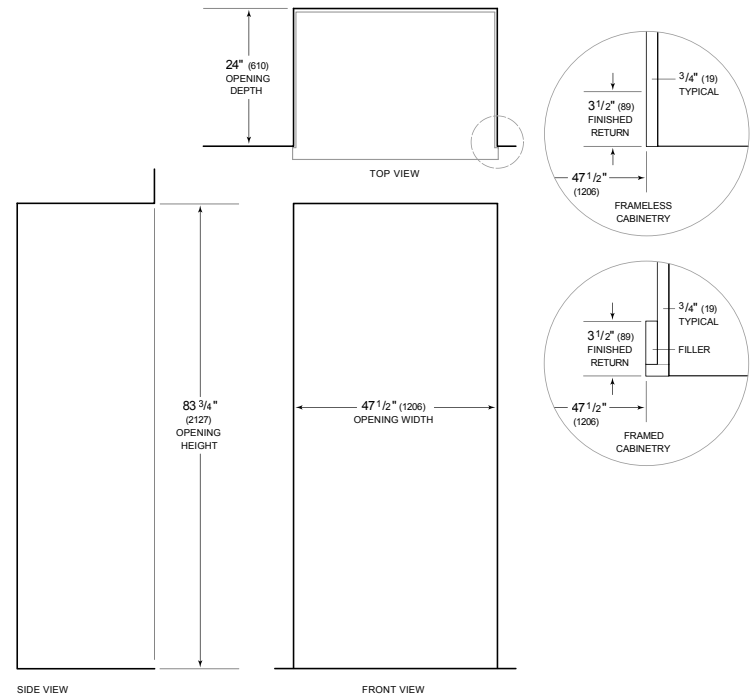 24" (610)
OPENING
DEPTH
TOP VIEW
3/4" (19)
TYPICAL
3 1/2" (89)
FINISHED
RETURN
47 1/2"
(1206)
FRAMELESS
CABINETRY
3/4" (19)
TYPICAL
3 1/2" (89)
FINISHED
RETURN
FILLER
47 1/2"
(1206)
FRAMED
CABINETRY
83 3/4"
(2127)
OPENING
HEIGHT
47 1/2" (1206)
OPENING WIDTH
SIDE VIEW
FRONT VIEW